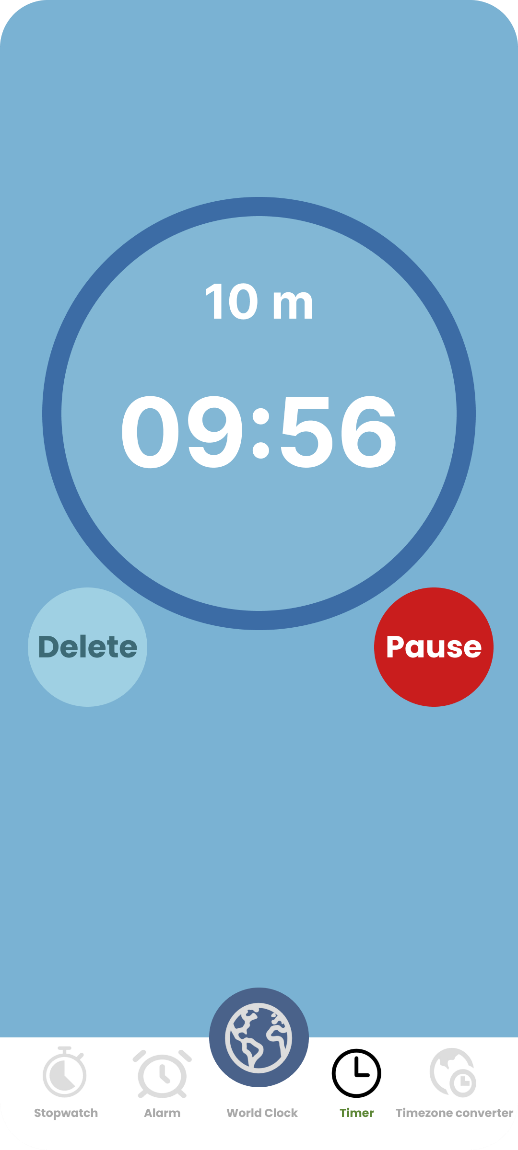 10 m
09:56
Delete
Pause
Stopwatch
Alarm
World Clock
Timer
Timezone converter